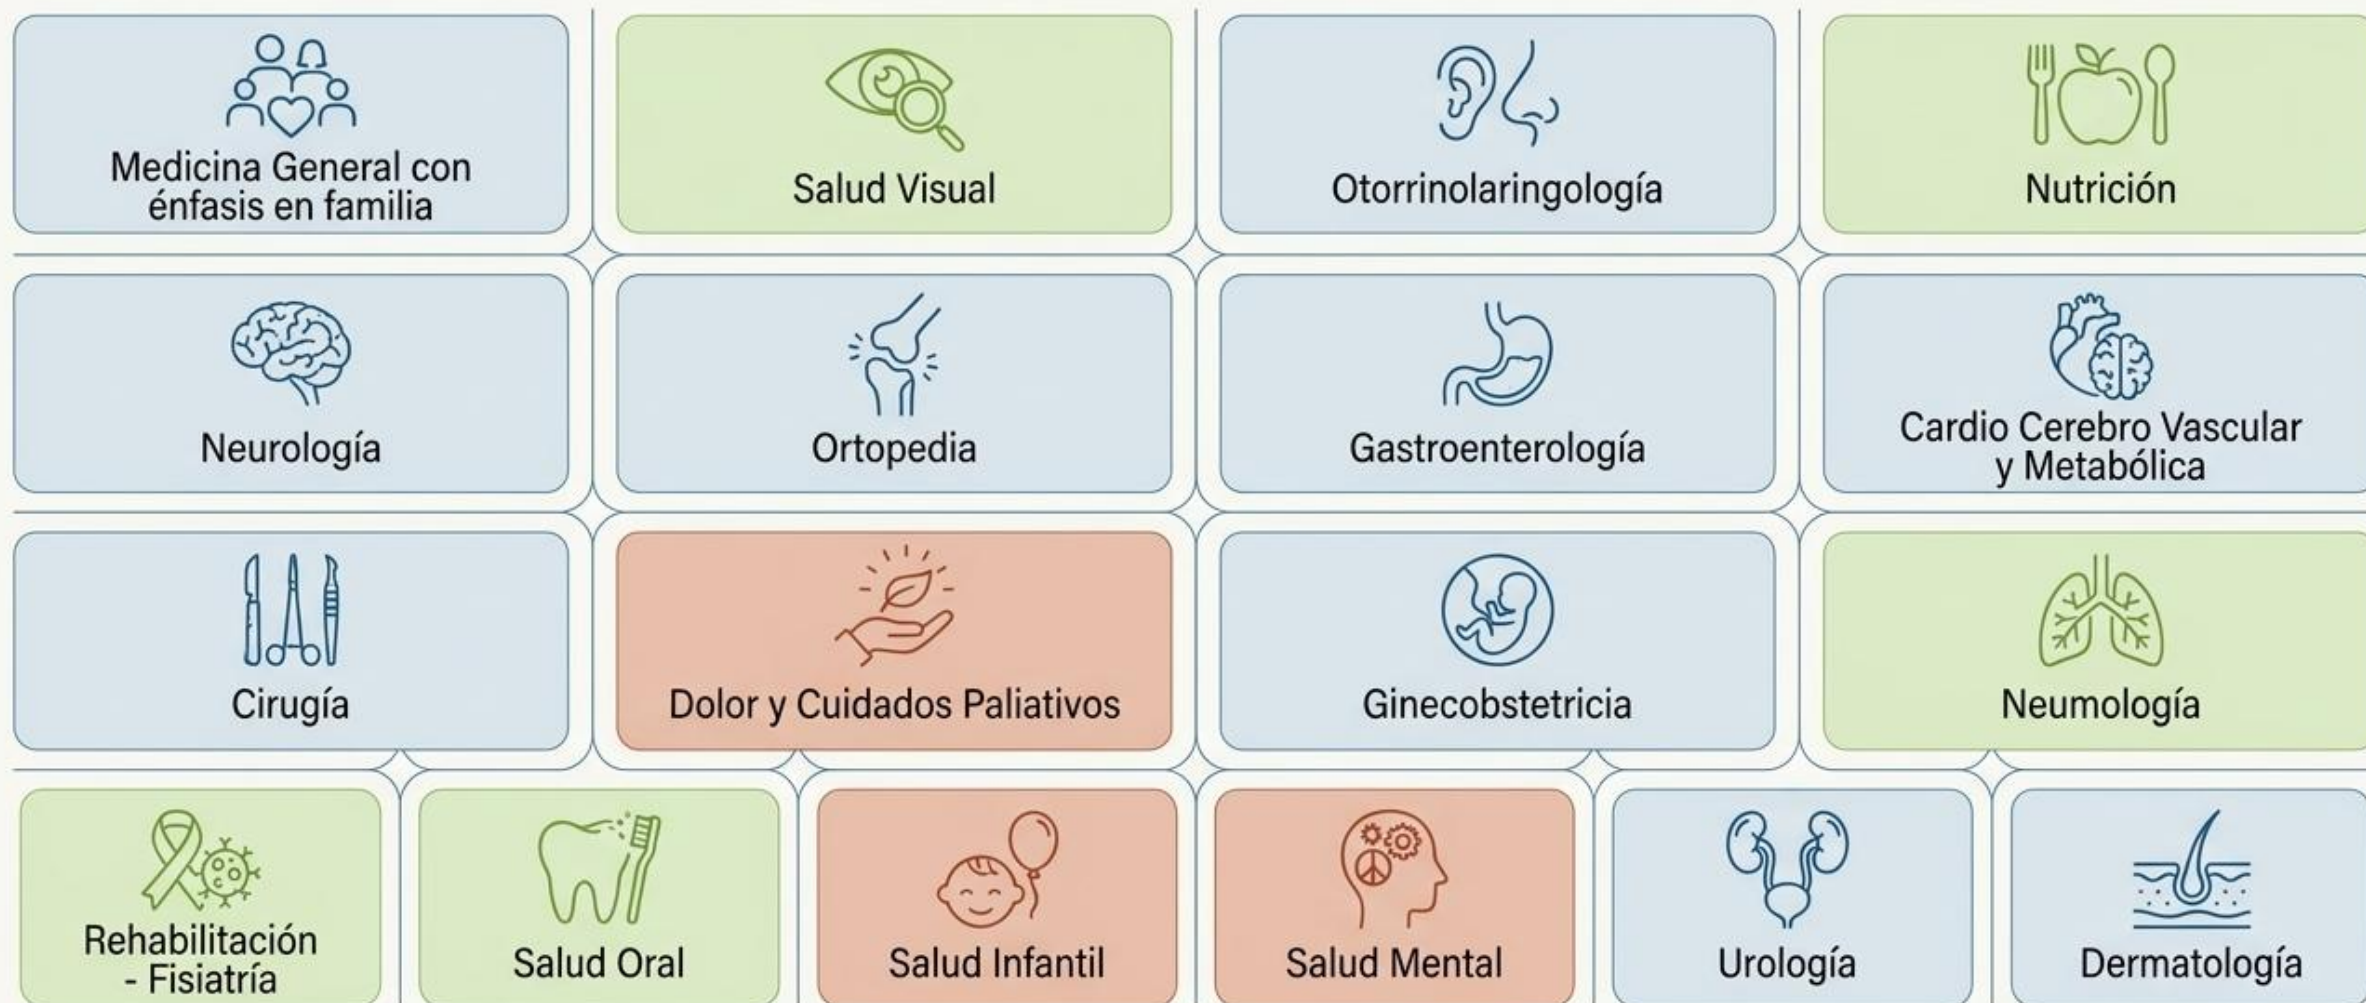 Medicina General con
énfasis en familia
Salud Visual
Otorrinolaringología
Nutrición
Neurología
Ortopedia
Gastroenterología
Cardio Cerebro Vascular
y Metabólica
Cirugía
Dolor y Cuidados Paliativos
Ginecobstetricia
Neumología
Rehabilitación
- Fisiatría
Salud Oral
Salud Infantil
Salud Mental
Urología
Dermatología